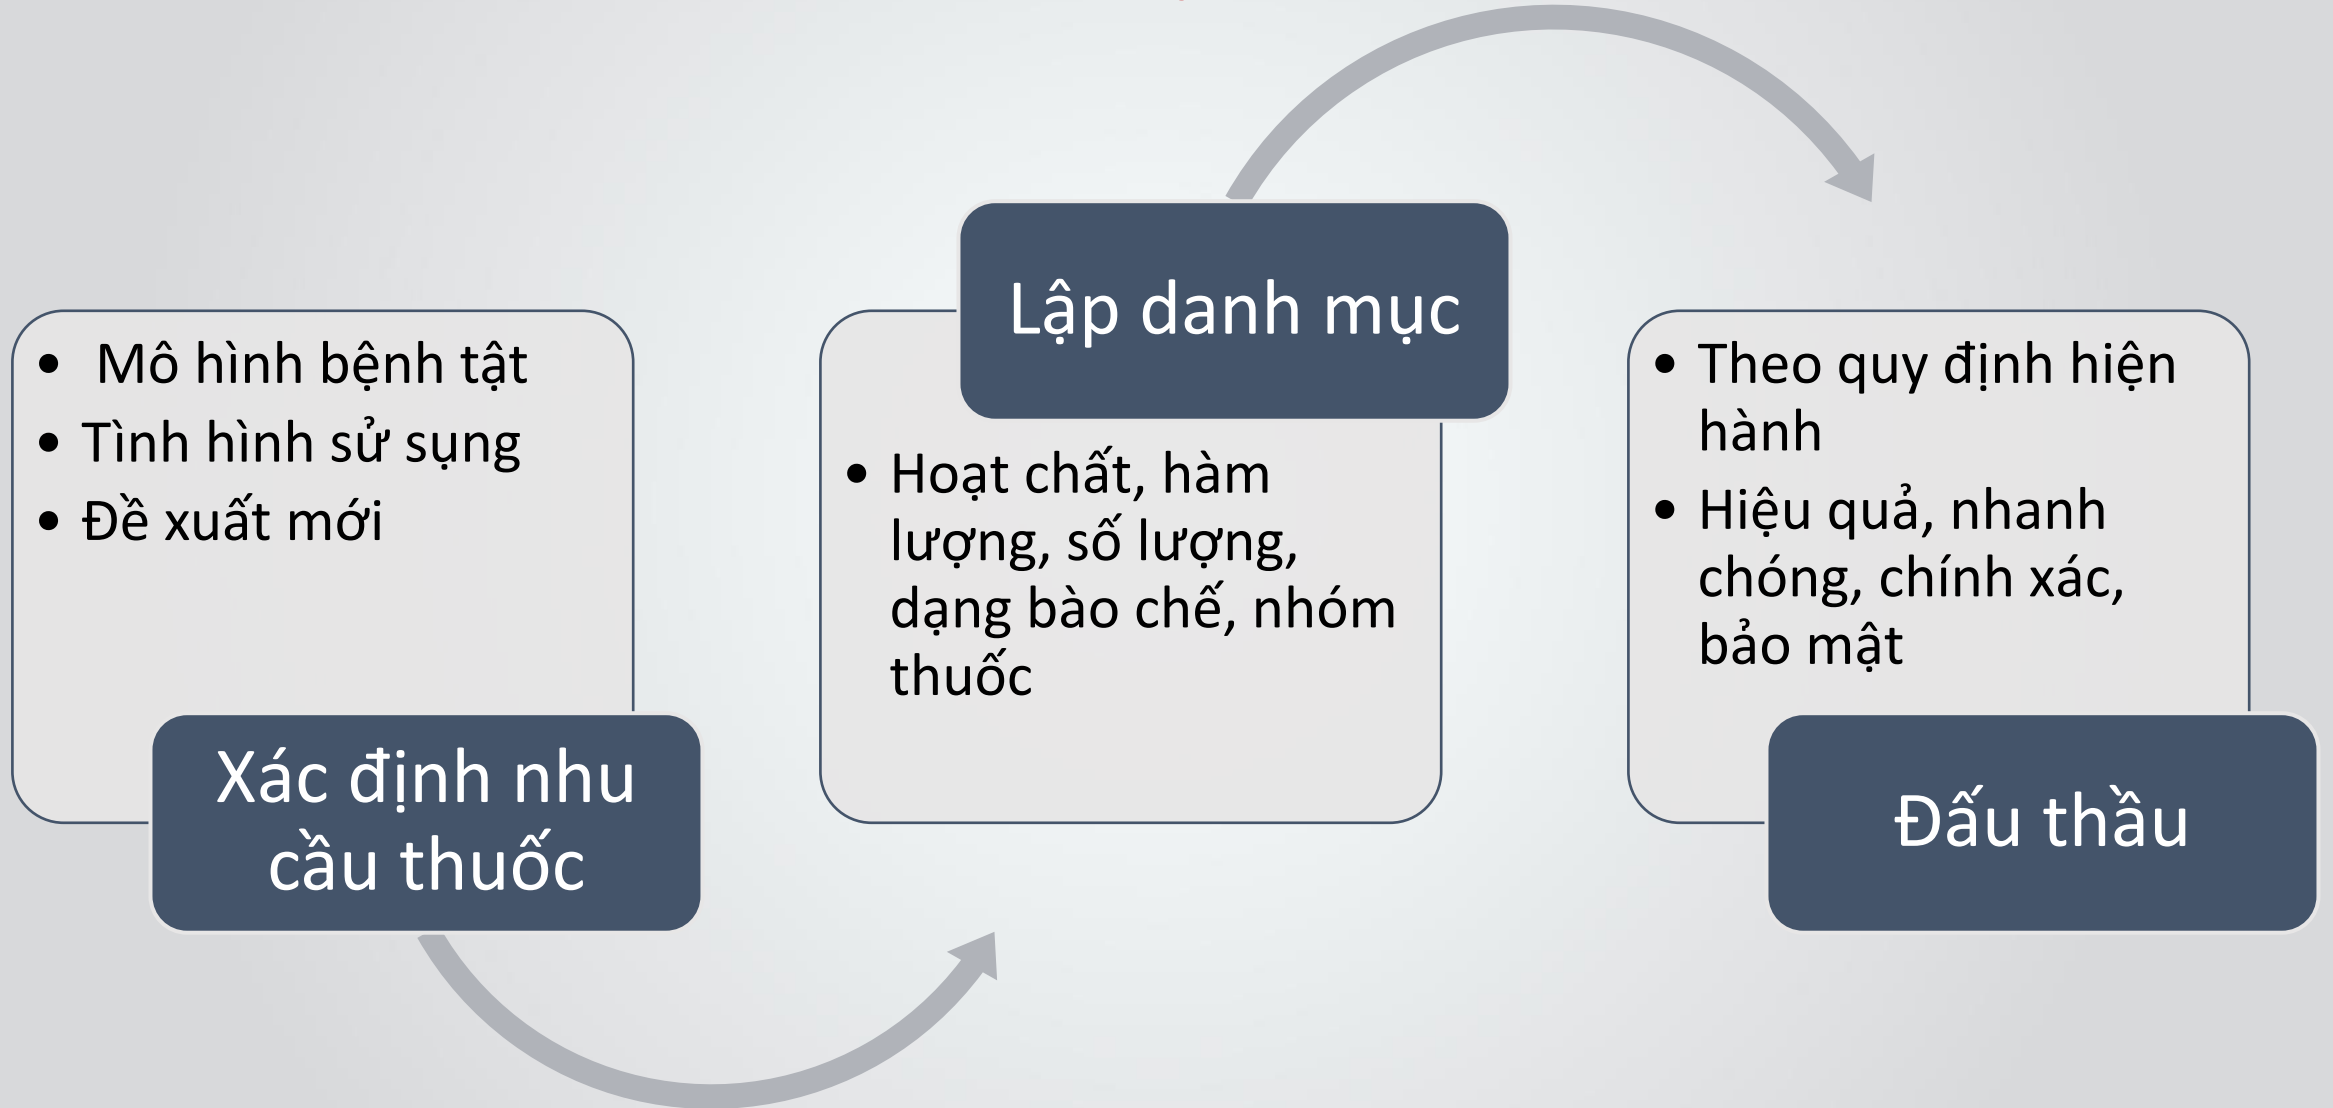 • Mô hình bệnh tật
• Tình hình sử sụng
• Đề xuất mới
Xác định nhu
cầu thuốc
Lập danh mục
• Hoạt chất, hàm
lượng, số lượng,
dạng bào chế, nhóm
thuốc
• Theo quy định hiện
hành
• Hiệu quả, nhanh
chóng, chính xác,
bảo mật
Đấu thầu